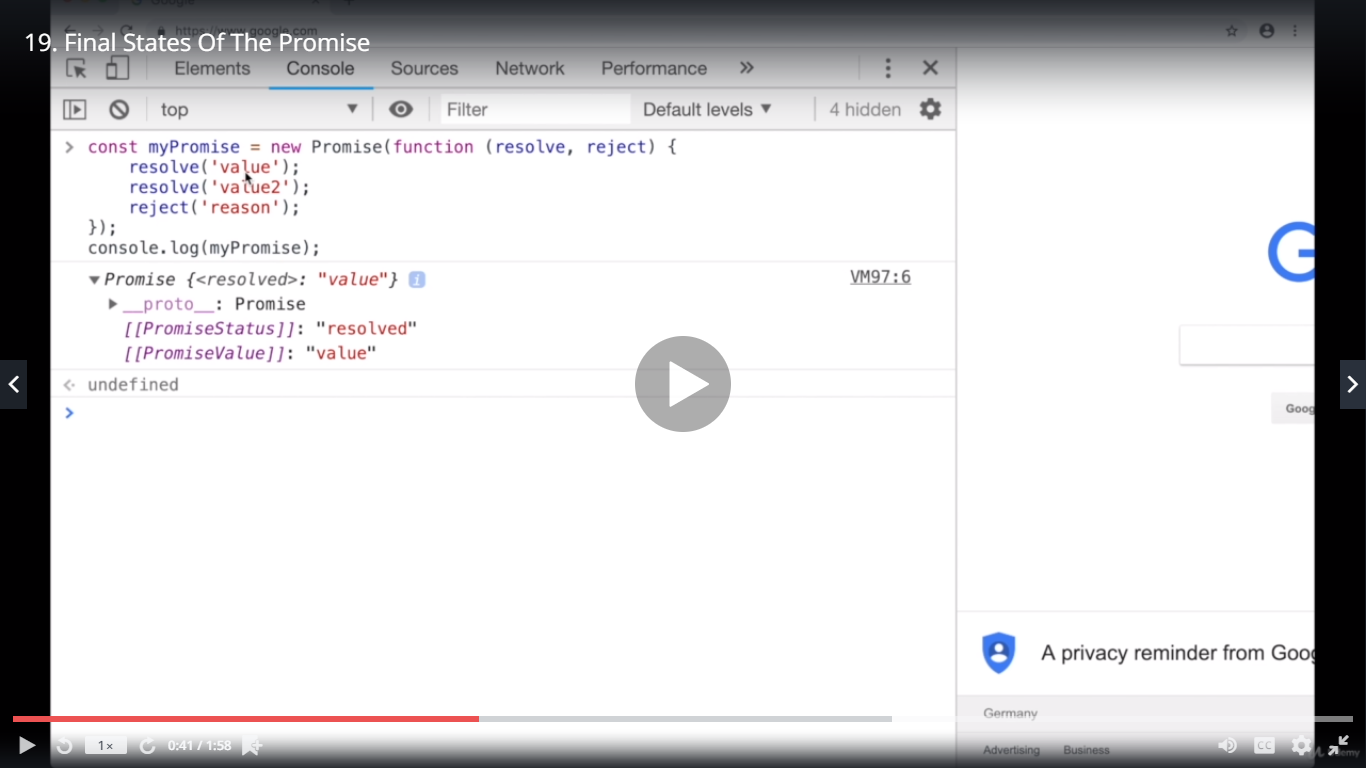 Google
https://www.google.com
19. Final States Of The Promise
Elements Console Sources Network Performance »
top ▼ Filter Default levels ▼ 4 hidden
> const myPromise = new Promise(function (resolve, reject) {
resolve('value');
resolve('value2');
reject('reason');
});
console.log(myPromise);
▼Promise {<resolved>: "value"} i VM97:6
▶__proto__: Promise
[[PromiseStatus]]: "resolved"
[[PromiseValue]]: "value"
undefined
>
G
Goog
A privacy reminder from Goog
Germany
1× 0:41 / 1:58 CC
Advertising Business